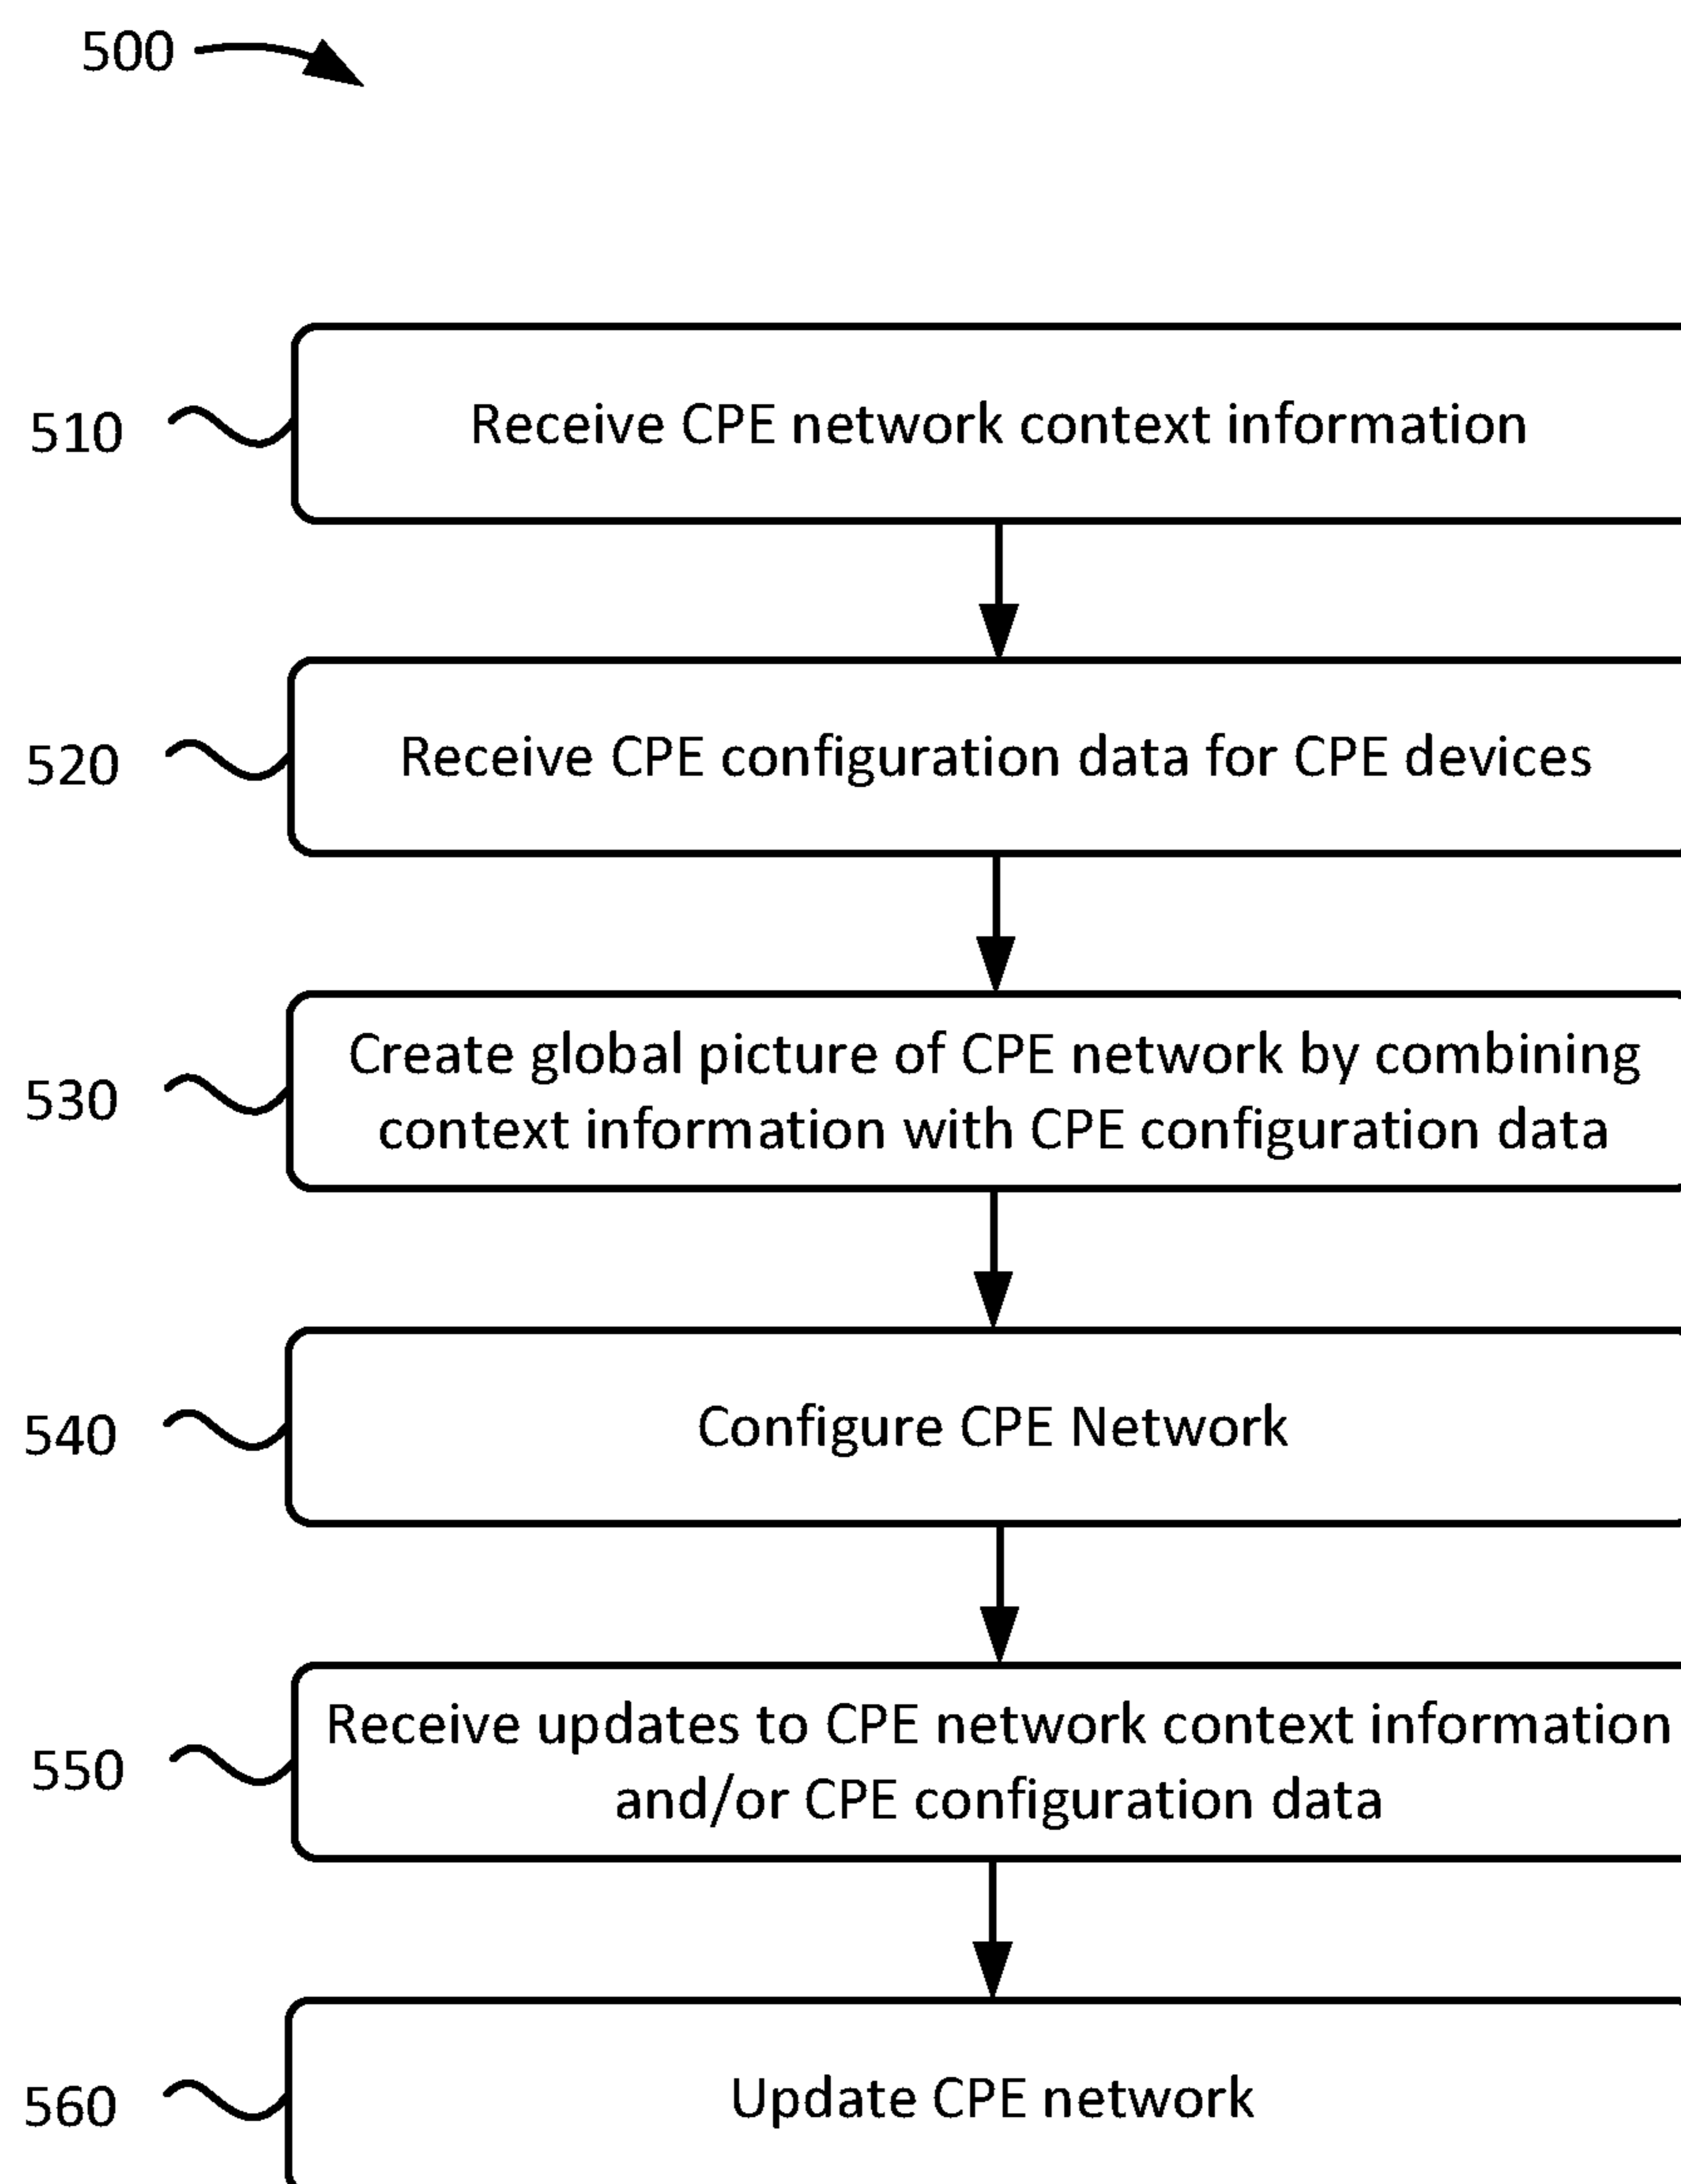 500
510
Receive CPE network context information
520
Receive CPE configuration data for CPE devices
530
Create global picture of CPE network by combining
context information with CPE configuration data
540
Configure CPE Network
550
Receive updates to CPE network context information
and/or CPE configuration data
560
Update CPE network